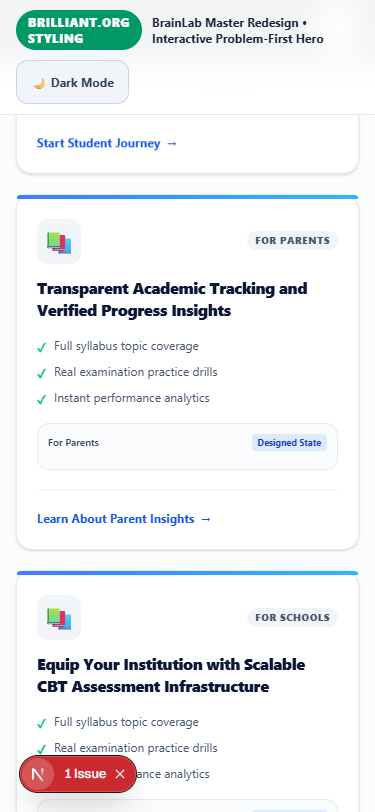 BRILLIANT.ORG
STYLING
BrainLab Master Redesign •
Interactive Problem-First Hero
🌙 Dark Mode
Start Student Journey →
FOR PARENTS
Transparent Academic Tracking and
Verified Progress Insights
✓ Full syllabus topic coverage
✓ Real examination practice drills
✓ Instant performance analytics
For Parents
Designed State
Learn About Parent Insights →
FOR SCHOOLS
Equip Your Institution with Scalable
CBT Assessment Infrastructure
✓ Full syllabus topic coverage
✓ Real examination practice drills
analytics
N 1 Issue ×